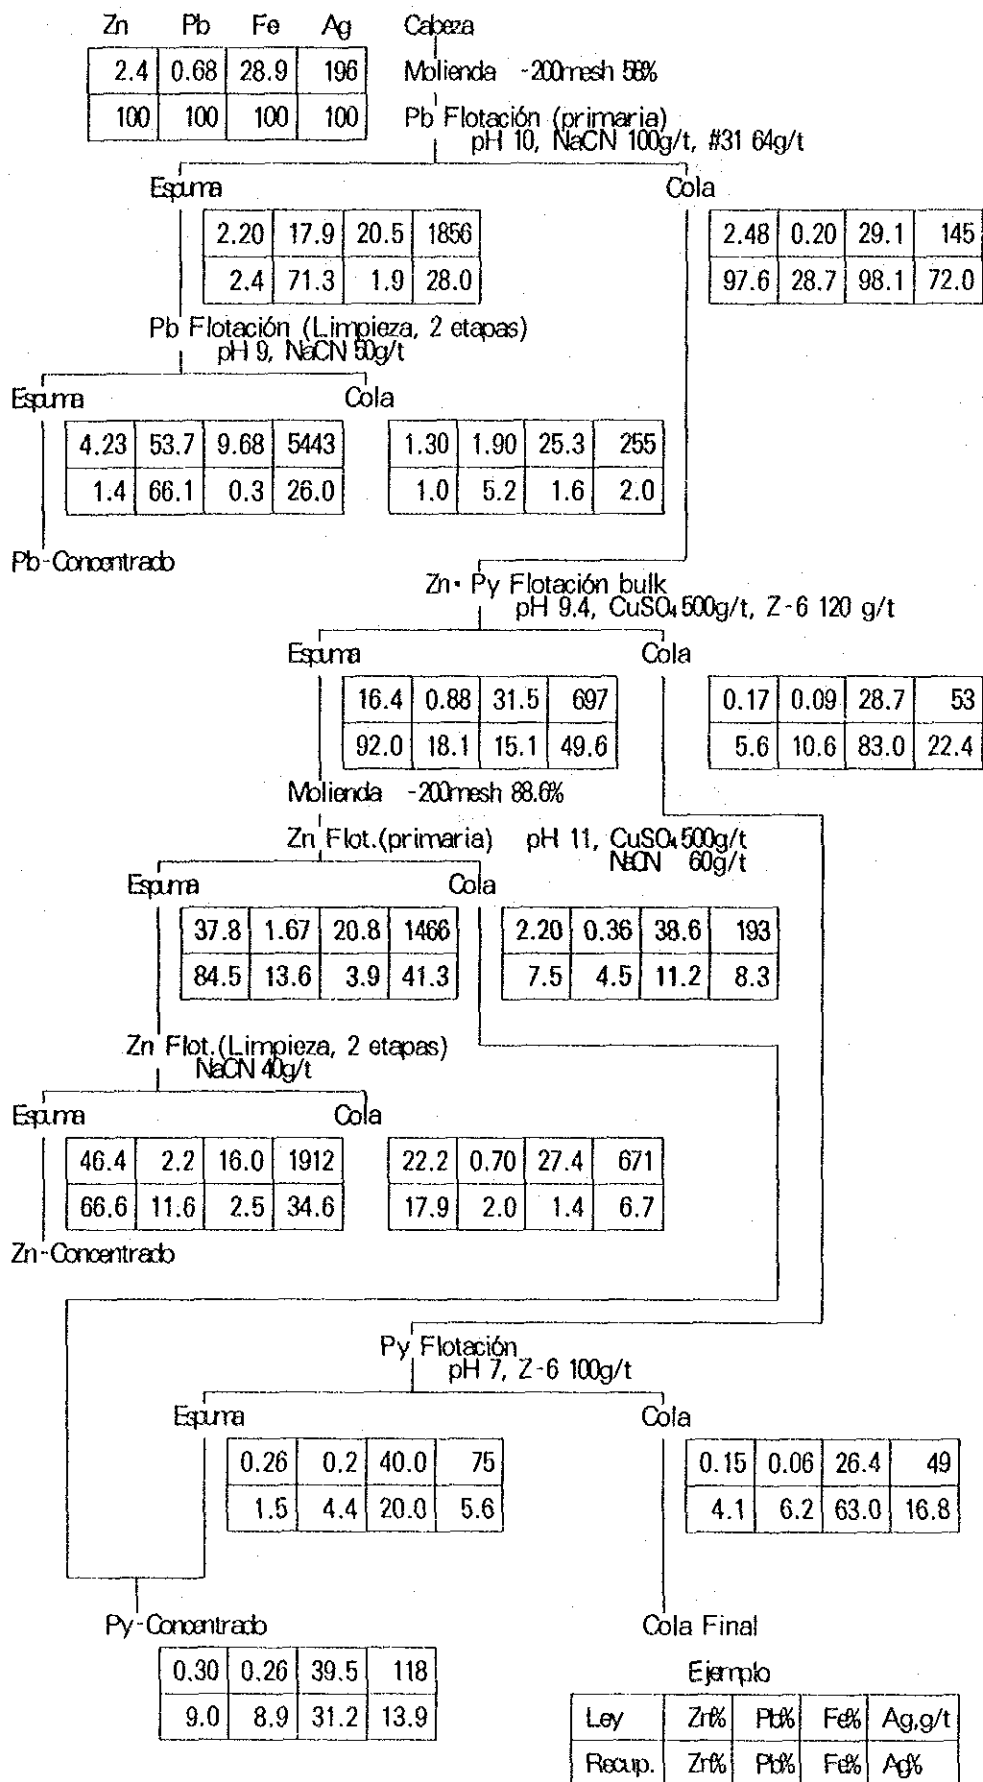 Zn Pb Fe Ag Cabeza
2.4 0.68 28.9 196 Molienda -200mesh 58%
100 100 100 100 Pb Flotación (primaria)
pH 10, NaCN 100g/t, #31 64g/t
Espuma Cola
2.20 17.9 20.5 1856 2.48 0.20 29.1 145
2.4 71.3 1.9 28.0 97.6 28.7 98.1 72.0
Pb Flotación (Limpieza, 2 etapas)
pH 9, NaCN 50g/t
Espuma Cola
4.23 53.7 9.68 5443 1.30 1.90 25.3 255
1.4 66.1 0.3 26.0 1.0 5.2 1.6 2.0
Pb-Concentrado
Zn·Py Flotación bulk
pH 9.4, CuSO₄ 500g/t, Z-6 120 g/t
Espuma Cola
16.4 0.88 31.5 697 0.17 0.09 28.7 53
92.0 18.1 15.1 49.6 5.6 10.6 83.0 22.4
Molienda -200mesh 88.6%
Zn Flot.(primaria) pH 11, CuSO₄ 500g/t
NaCN 60g/t
Espuma Cola
37.8 1.67 20.8 1466 2.20 0.36 38.6 193
84.5 13.6 3.9 41.3 7.5 4.5 11.2 8.3
Zn Flot.(Limpieza, 2 etapas)
NaCN 40g/t
Espuma Cola
46.4 2.2 16.0 1912 22.2 0.70 27.4 671
66.6 11.6 2.5 34.6 17.9 2.0 1.4 6.7
Zn-Concentrado
Py Flotación
pH 7, Z-6 100g/t
Espuma Cola
0.26 0.2 40.0 75 0.15 0.06 26.4 49
1.5 4.4 20.0 5.6 4.1 6.2 63.0 16.8
Py-Concentrado Cola Final
0.30 0.26 39.5 118 Ejemplo
9.0 8.9 31.2 13.9
Ley Zn% Pb% Fe% Ag,g/t
Recup. Zn% Pb% Fe% Ag%